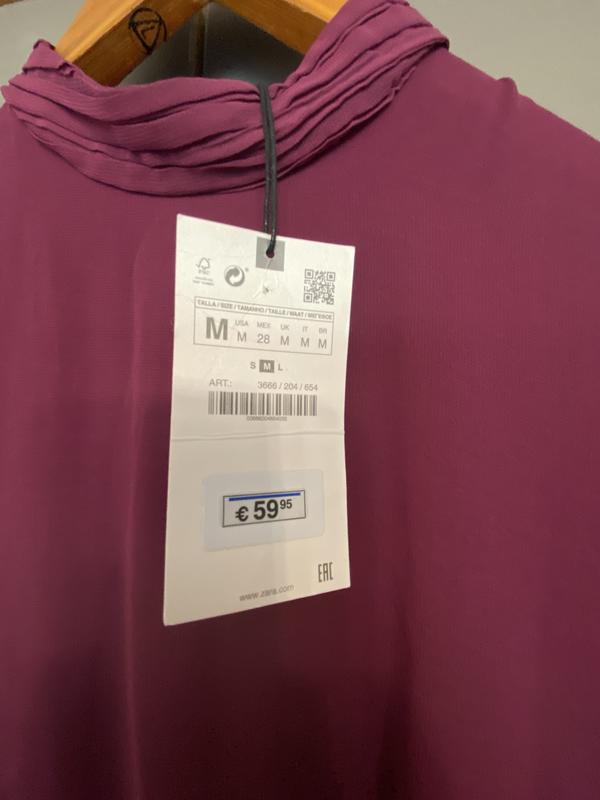 FSC
TALLA / SIZE / TAMANHO / TAILLE / MAAT / ΜΕΓΕΘΟΣ
M
USA MEX UK IT BR
M 28 M M M
S M L
ART.: 3666 / 204 / 654
€ 59 95
EAC
www.zara.com